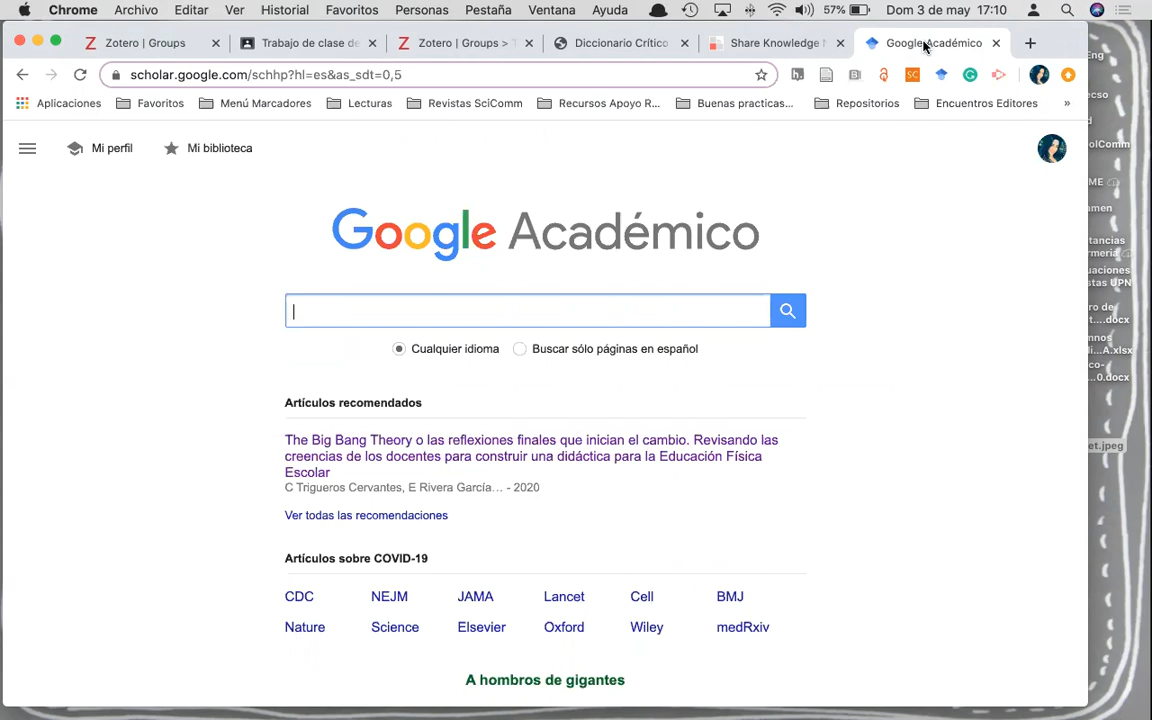 Chrome Archivo Editar Ver Historial Favoritos Personas Pestaña Ventana Ayuda 57% Dom 3 de may 17:10
Zotero | Groups Trabajo de clase de Zotero | Groups > Diccionario Crítico Share Knowledge Google Académico
scholar.google.com/schhp?hl=es&as_sdt=0,5
Aplicaciones Favoritos Menú Marcadores Lecturas Revistas SciComm Recursos Apoyo R... Buenas practicas... Repositorios Encuentros Editores »
Mi perfil Mi biblioteca
Google Académico
Cualquier idioma Buscar sólo páginas en español
Artículos recomendados
The Big Bang Theory o las reflexiones finales que inician el cambio. Revisando las
creencias de los docentes para construir una didáctica para la Educación Física
Escolar
C Trigueros Cervantes, E Rivera García… - 2020
Ver todas las recomendaciones
Artículos sobre COVID-19
CDC NEJM JAMA Lancet Cell BMJ
Nature Science Elsevier Oxford Wiley medRxiv
A hombros de gigantes